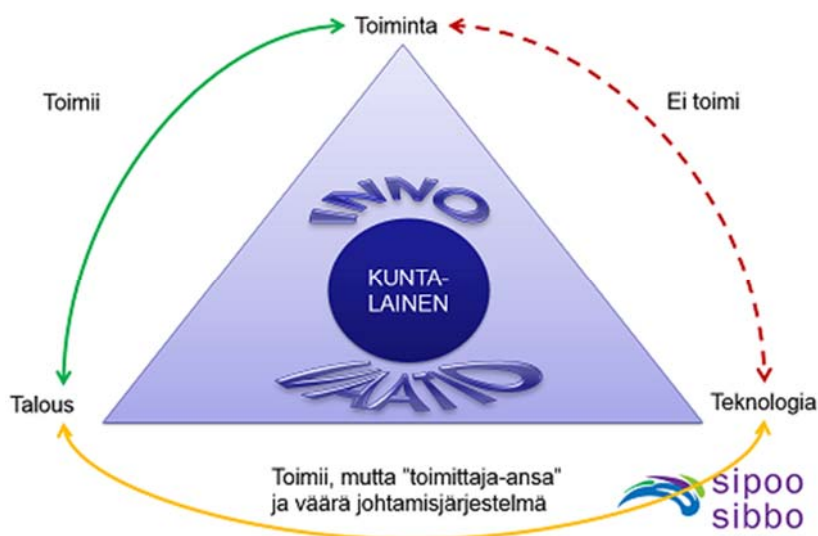 Toiminta
Toimii
Ei toimi
INNO
KUNTA-
LAINEN
VAATIO
Talous
Teknologia
Toimii, mutta "toimittaja-ansa"
ja väärä johtamisjärjestelmä
sipoo
sibbo